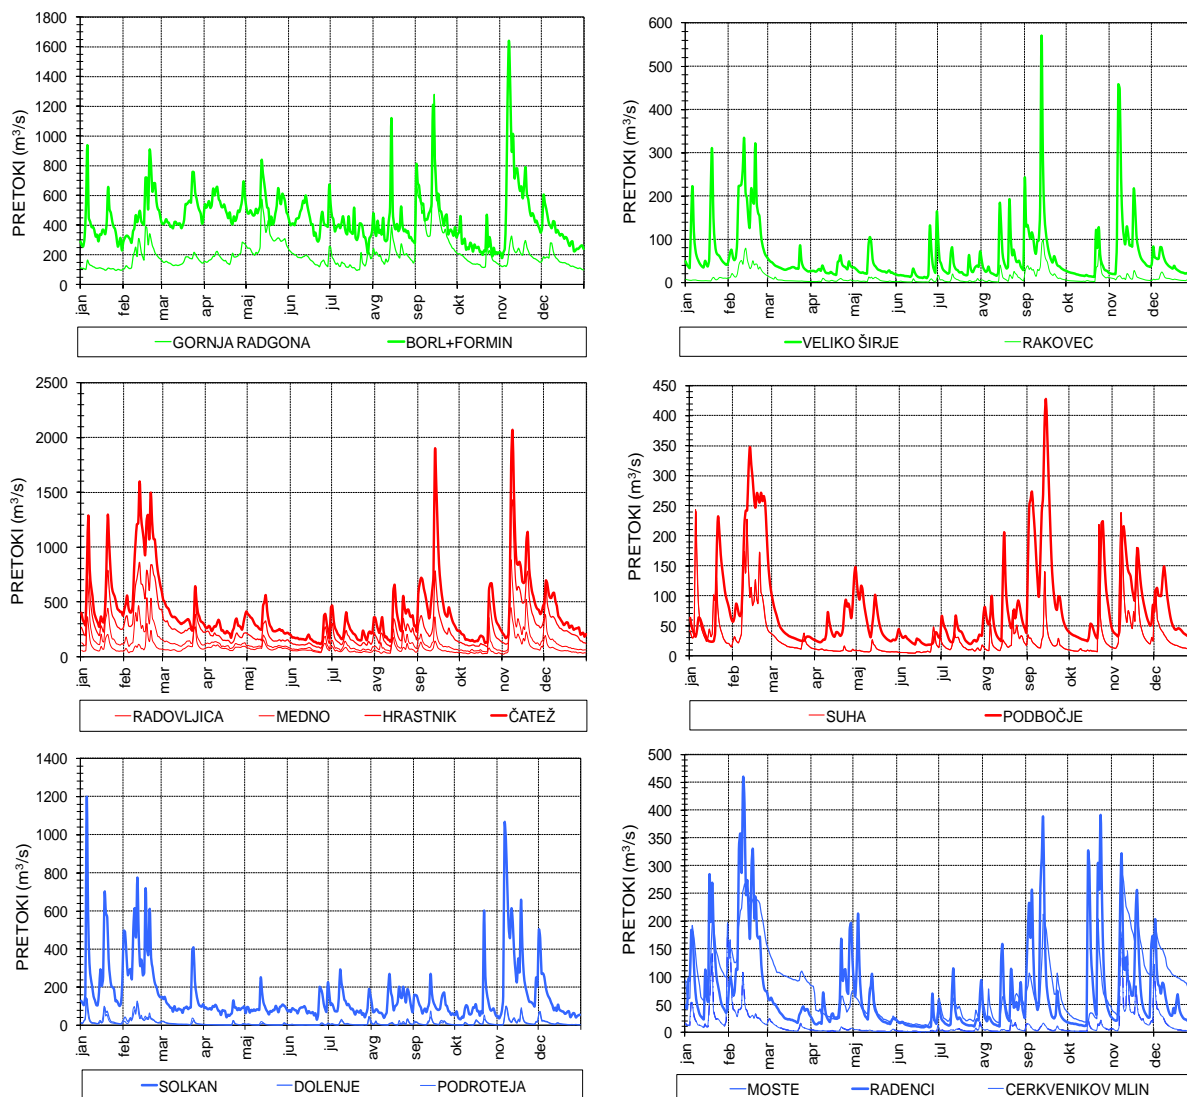 PRETOKI (m³/s)
1800
1600
1400
1200
1000
800
600
400
200
0
jan feb mar apr maj jun jul avg sep okt nov dec
GORNJA RADGONA BORL+FORMIN
PRETOKI (m³/s)
600
500
400
300
200
100
0
jan feb mar apr maj jun jul avg sep okt nov dec
VELIKO ŠIRJE RAKOVEC
PRETOKI (m³/s)
2500
2000
1500
1000
500
0
jan feb mar apr maj jun jul avg sep okt nov dec
RADOVLJICA MEDNO HRASTNIK ČATEŽ
PRETOKI (m³/s)
450
400
350
300
250
200
150
100
50
0
jan feb mar apr maj jun jul avg sep okt nov dec
SUHA PODBOČJE
PRETOKI (m³/s)
1400
1200
1000
800
600
400
200
0
jan feb mar apr maj jun jul avg sep okt nov dec
SOLKAN DOLENJE PODROTEJA
PRETOKI (m³/s)
500
450
400
350
300
250
200
150
100
50
0
jan feb mar apr maj jun jul avg sep okt nov dec
MOSTE RADENCI CERKVENIKOV MLIN